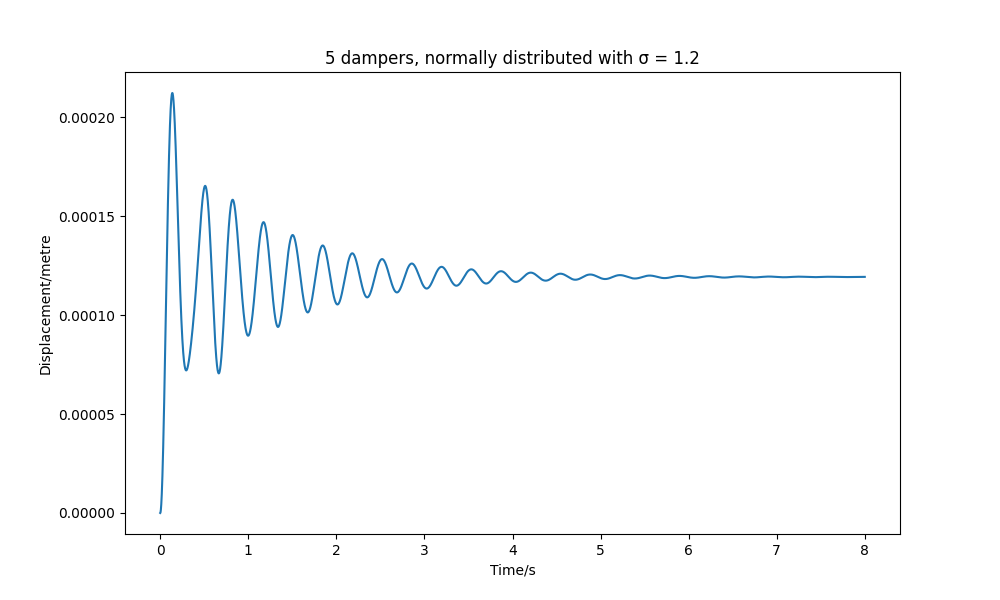 5 dampers, normally distributed with σ = 1.2
0.00020
0.00015
0.00010
0.00005
0.00000
Displacement/metre
0 1 2 3 4 5 6 7 8
Time/s